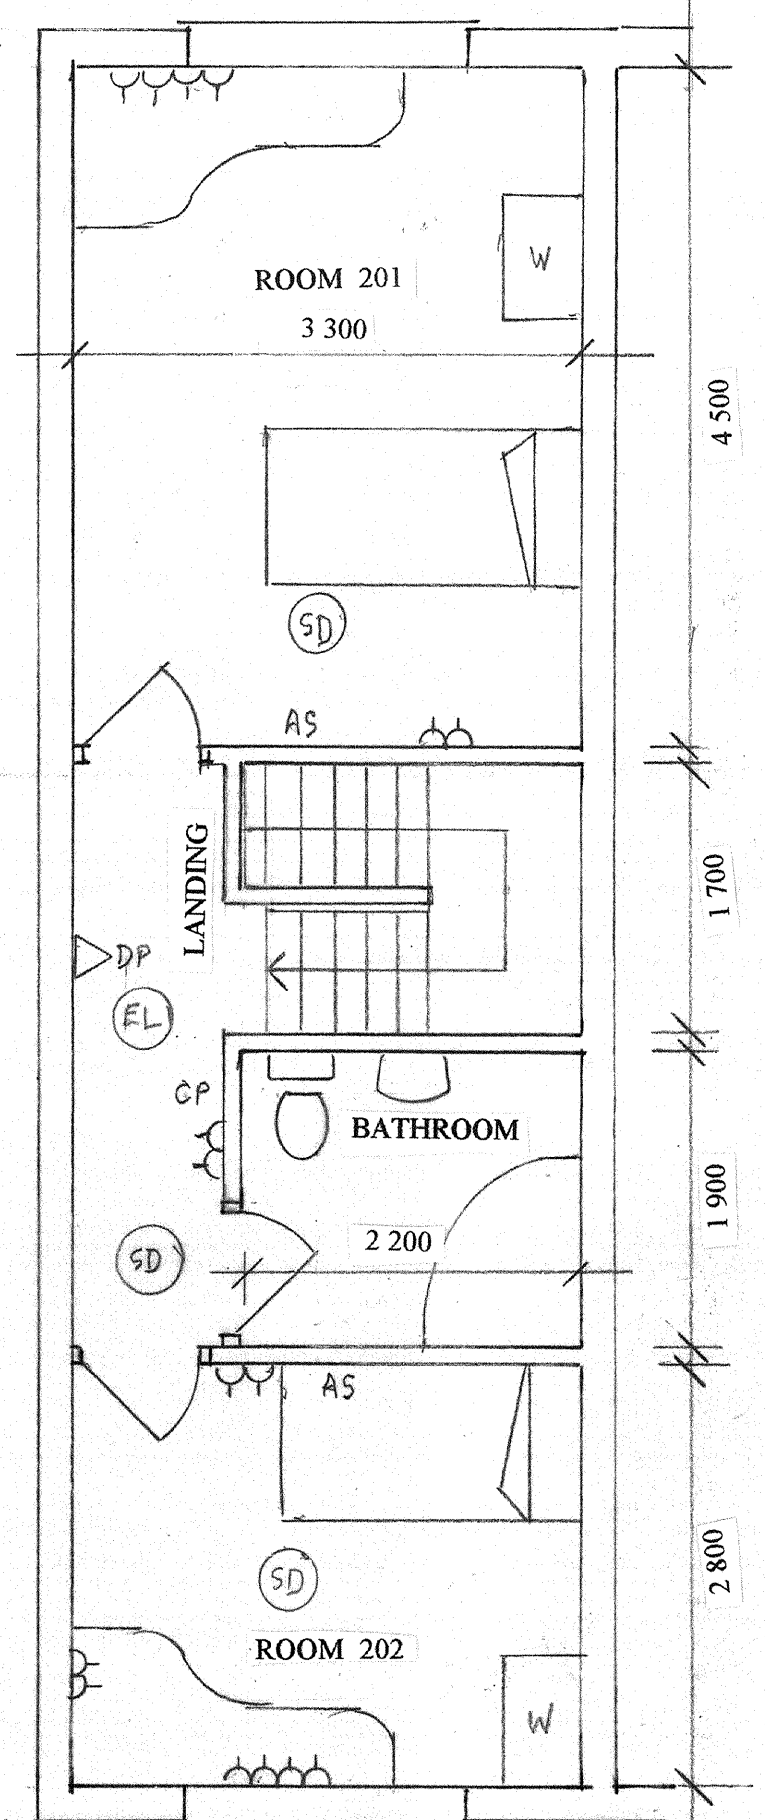 W
ROOM 201
3 300
4 500
SD
AS
LANDING
1 700
DP
EL
CP
BATHROOM
1 900
2 200
SD
AS
2 800
SD
ROOM 202
W